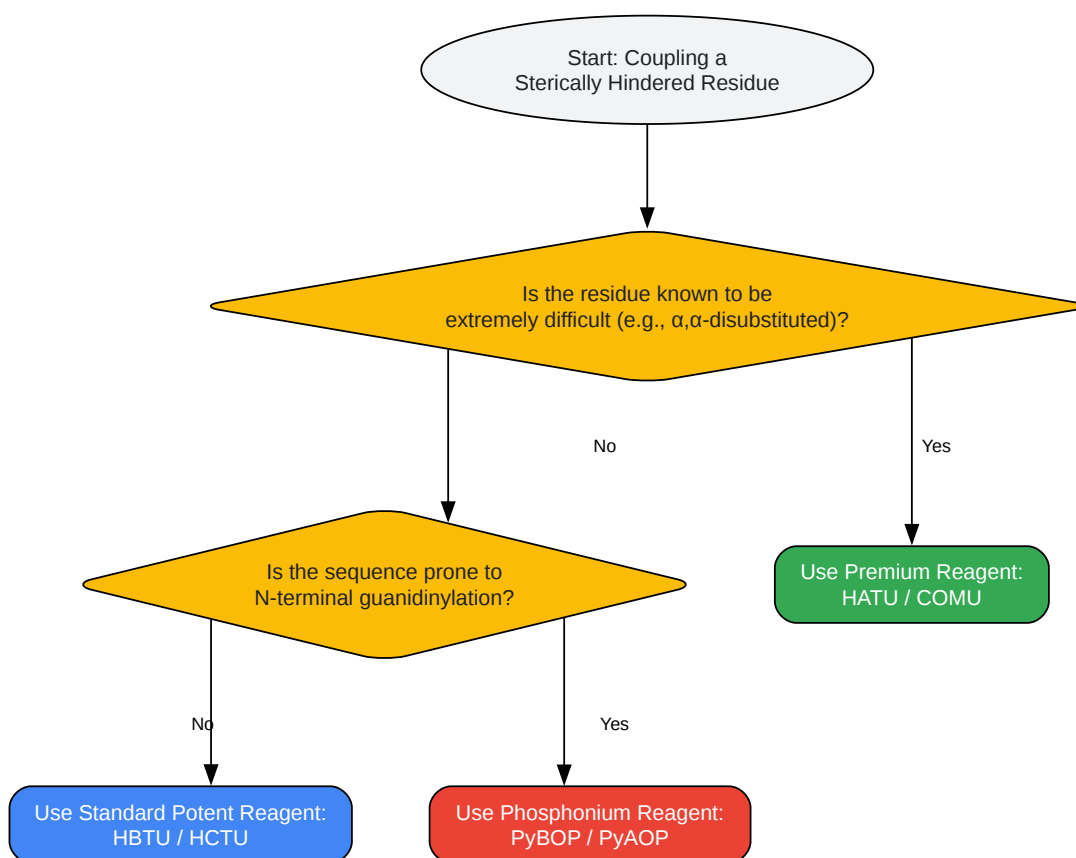 Start: Coupling a
Sterically Hindered Residue
Is the residue known to be
extremely difficult (e.g., α,α-disubstituted)?
No
Yes
Is the sequence prone to
N-terminal guanidinylation?
Use Premium Reagent:
HATU / COMU
No
Yes
Use Standard Potent Reagent:
HBTU / HCTU
Use Phosphonium Reagent:
PyBOP / PyAOP